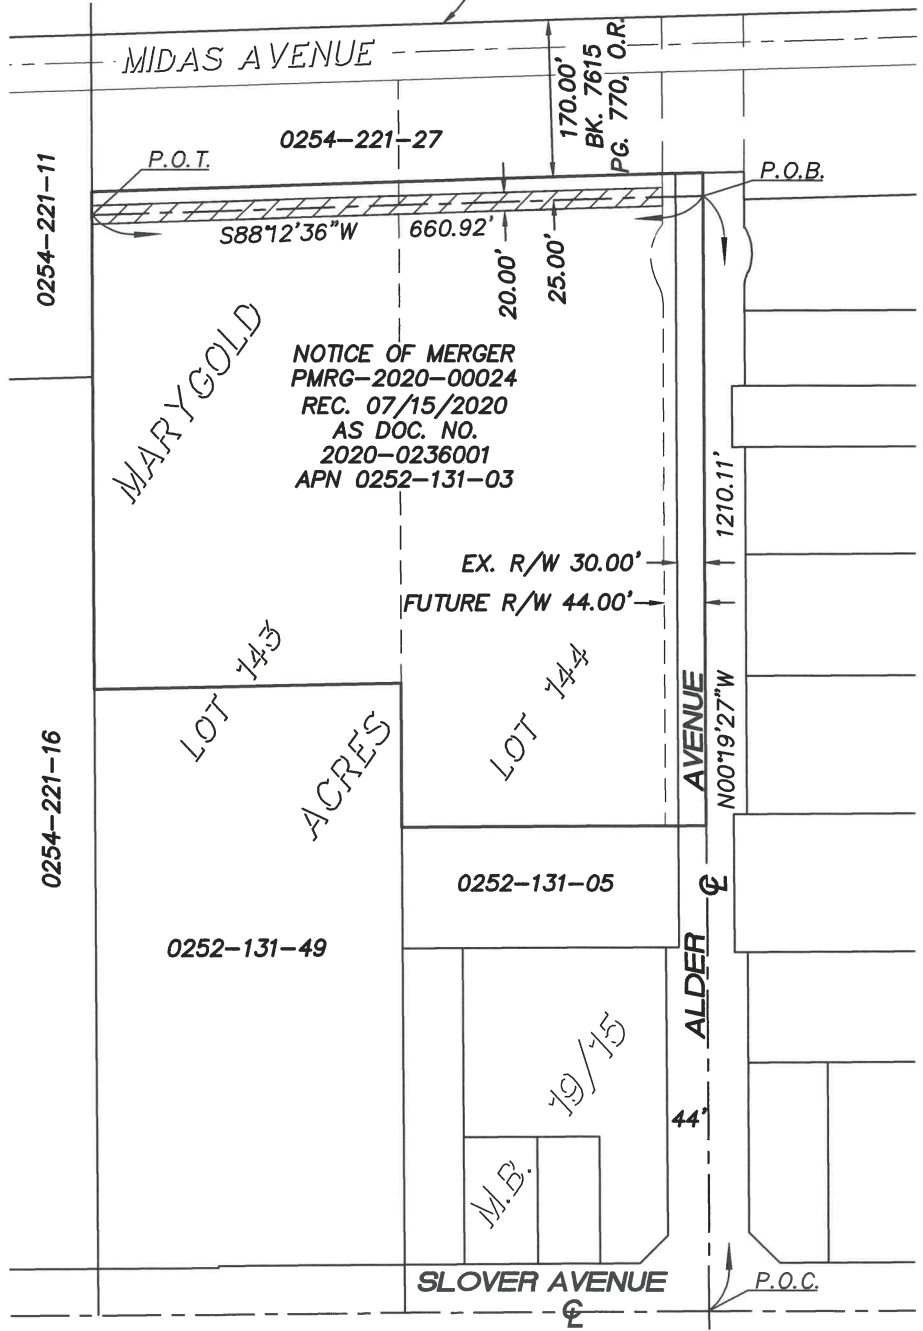 MIDAS AVENUE
170.00'
BK. 7615
PG. 770, O.R.
0254-221-27
0254-221-11
P.O.T.
P.O.B.
S88°12'36"W
660.92'
20.00'
25.00'
MARYGOLD
NOTICE OF MERGER
PMRG-2020-00024
REC. 07/15/2020
AS DOC. NO.
2020-0236001
APN 0252-131-03
1210.11'
EX. R/W 30.00'
FUTURE R/W 44.00'
LOT 143
LOT 144
AVENUE
N00°19'27"W
ACRES
0254-221-16
0252-131-05
℄
0252-131-49
ALDER
19/15
44'
M.B.
SLOVER AVENUE
℄
P.O.C.